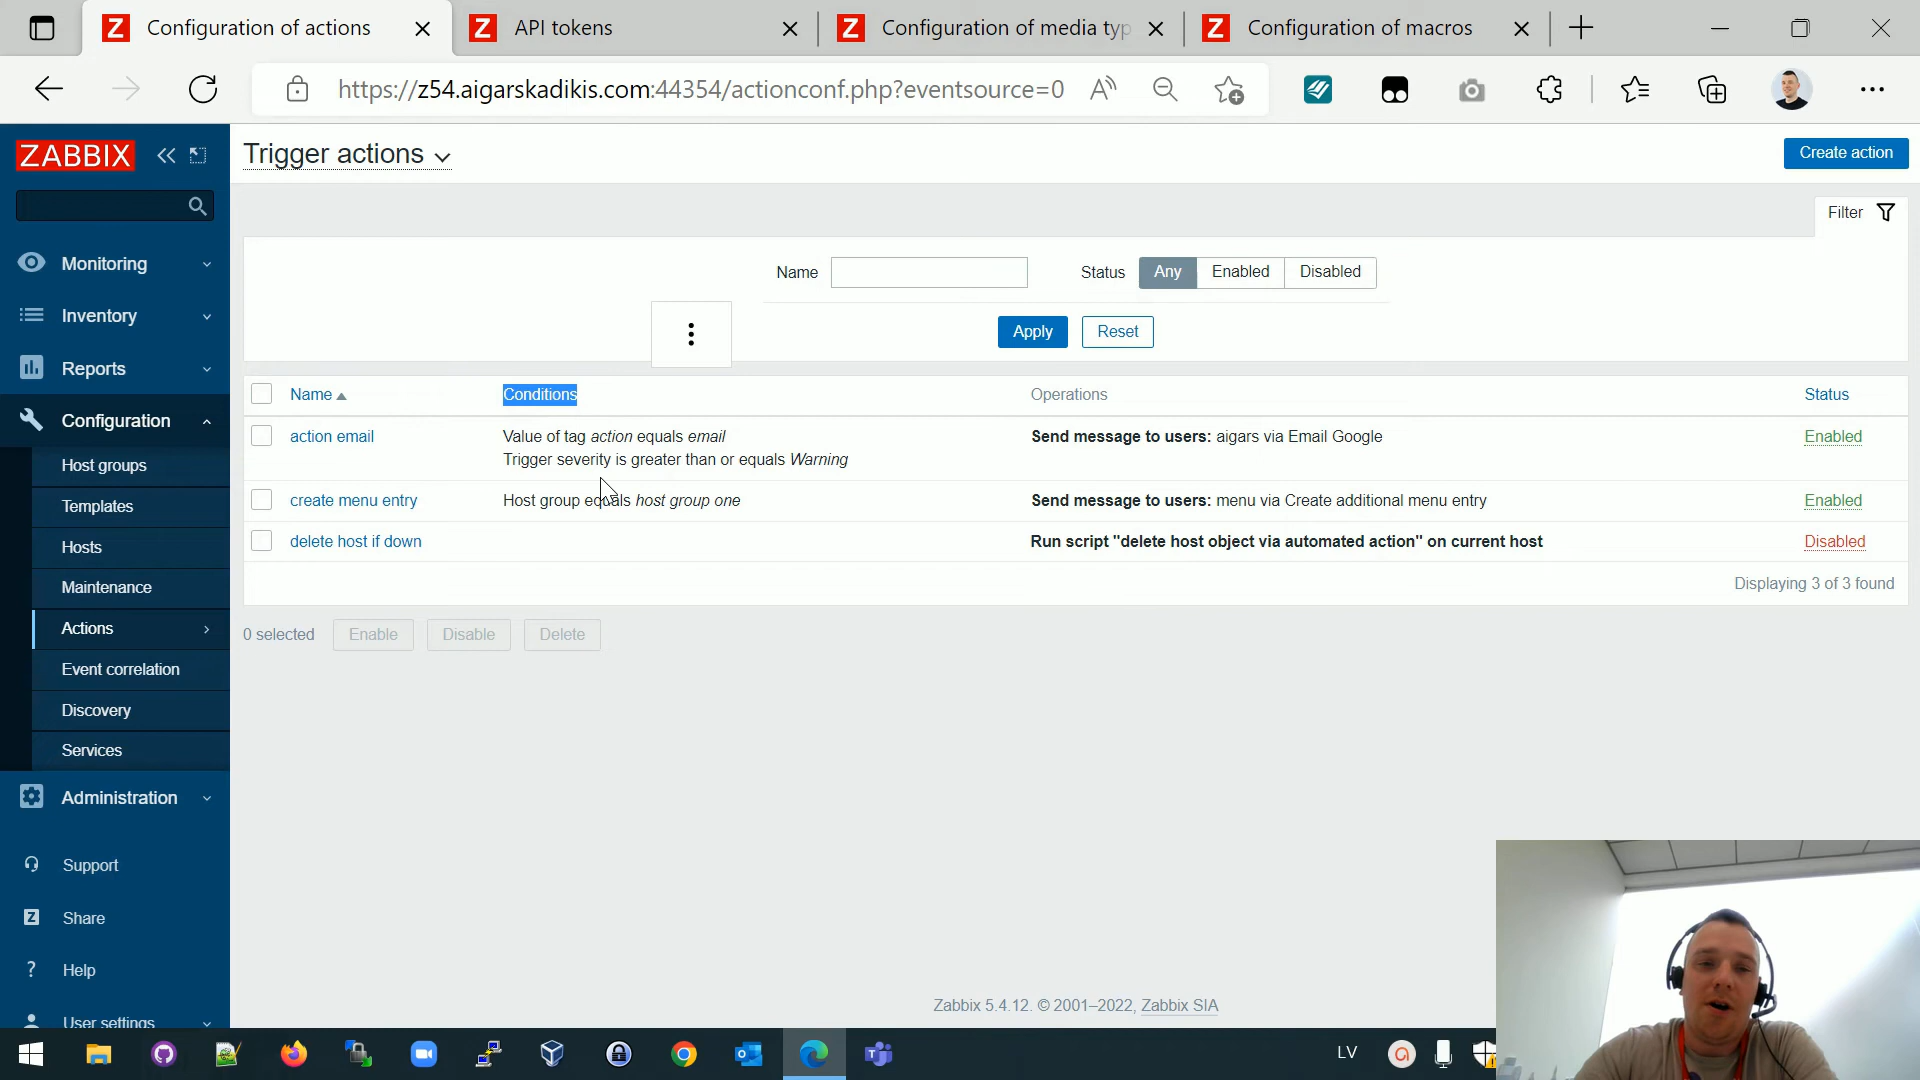 Configuration of actions
API tokens
Configuration of media typ
Configuration of macros
https://z54.aigarskadikis.com:44354/actionconf.php?eventsource=0
ZABBIX
Trigger actions
Create action
Filter
Monitoring
Inventory
Reports
Configuration
Host groups
Templates
Hosts
Maintenance
Actions
Event correlation
Discovery
Services
Administration
Support
Share
Help
User settings
Name
Status Any Enabled Disabled
Apply Reset
Name Conditions Operations Status
action email Value of tag action equals email Send message to users: aigars via Email Google Enabled
Trigger severity is greater than or equals Warning
create menu entry Host group equals host group one Send message to users: menu via Create additional menu entry Enabled
delete host if down Run script "delete host object via automated action" on current host Disabled
Displaying 3 of 3 found
0 selected Enable Disable Delete
Zabbix 5.4.12. © 2001–2022, Zabbix SIA
LV